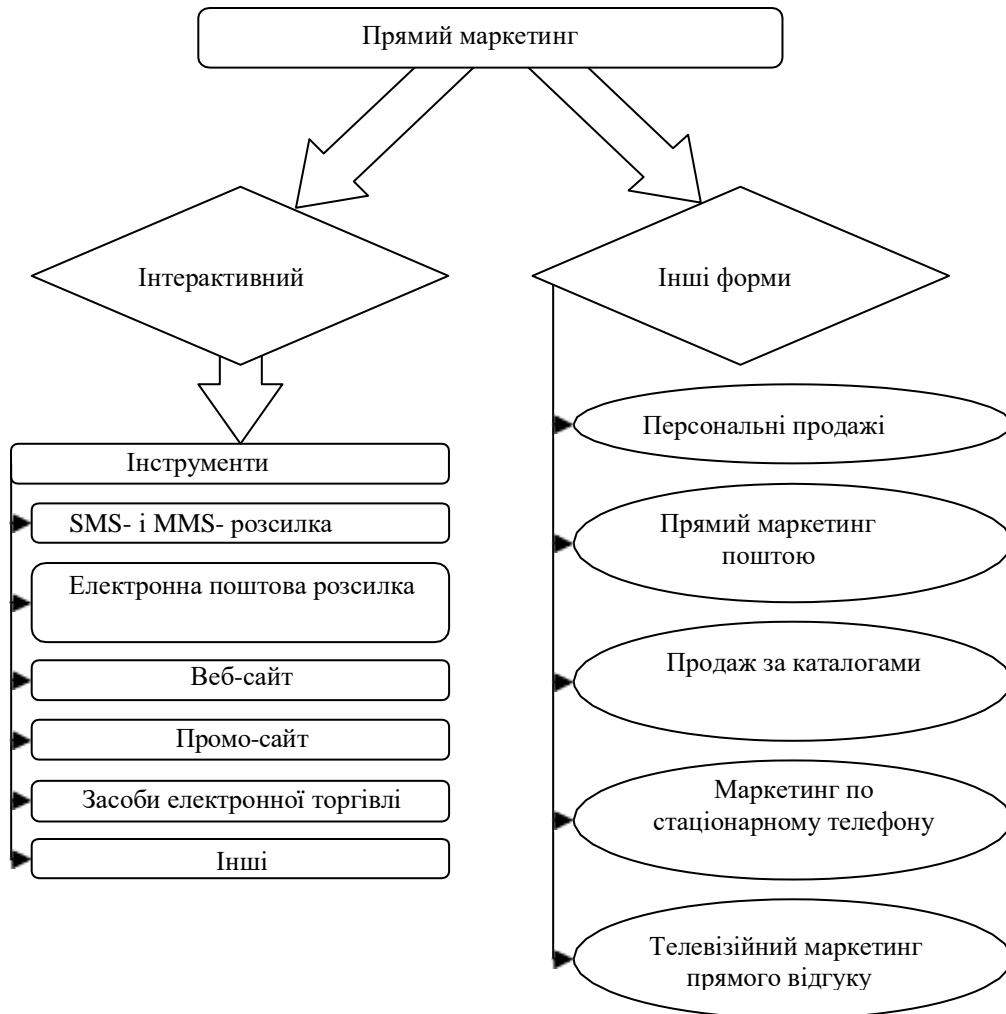 Прямий маркетинг
Інтерактивний
Інструменти
SMS- і MMS- розсилка
Електронна поштова розсилка
Веб-сайт
Промо-сайт
Засоби електронної торгівлі
Інші
Інші форми
Персональні продажі
Прямий маркетинг
поштою
Продаж за каталогами
Маркетинг по
стаціонарному телефону
Телевізійний маркетинг
прямого відгуку